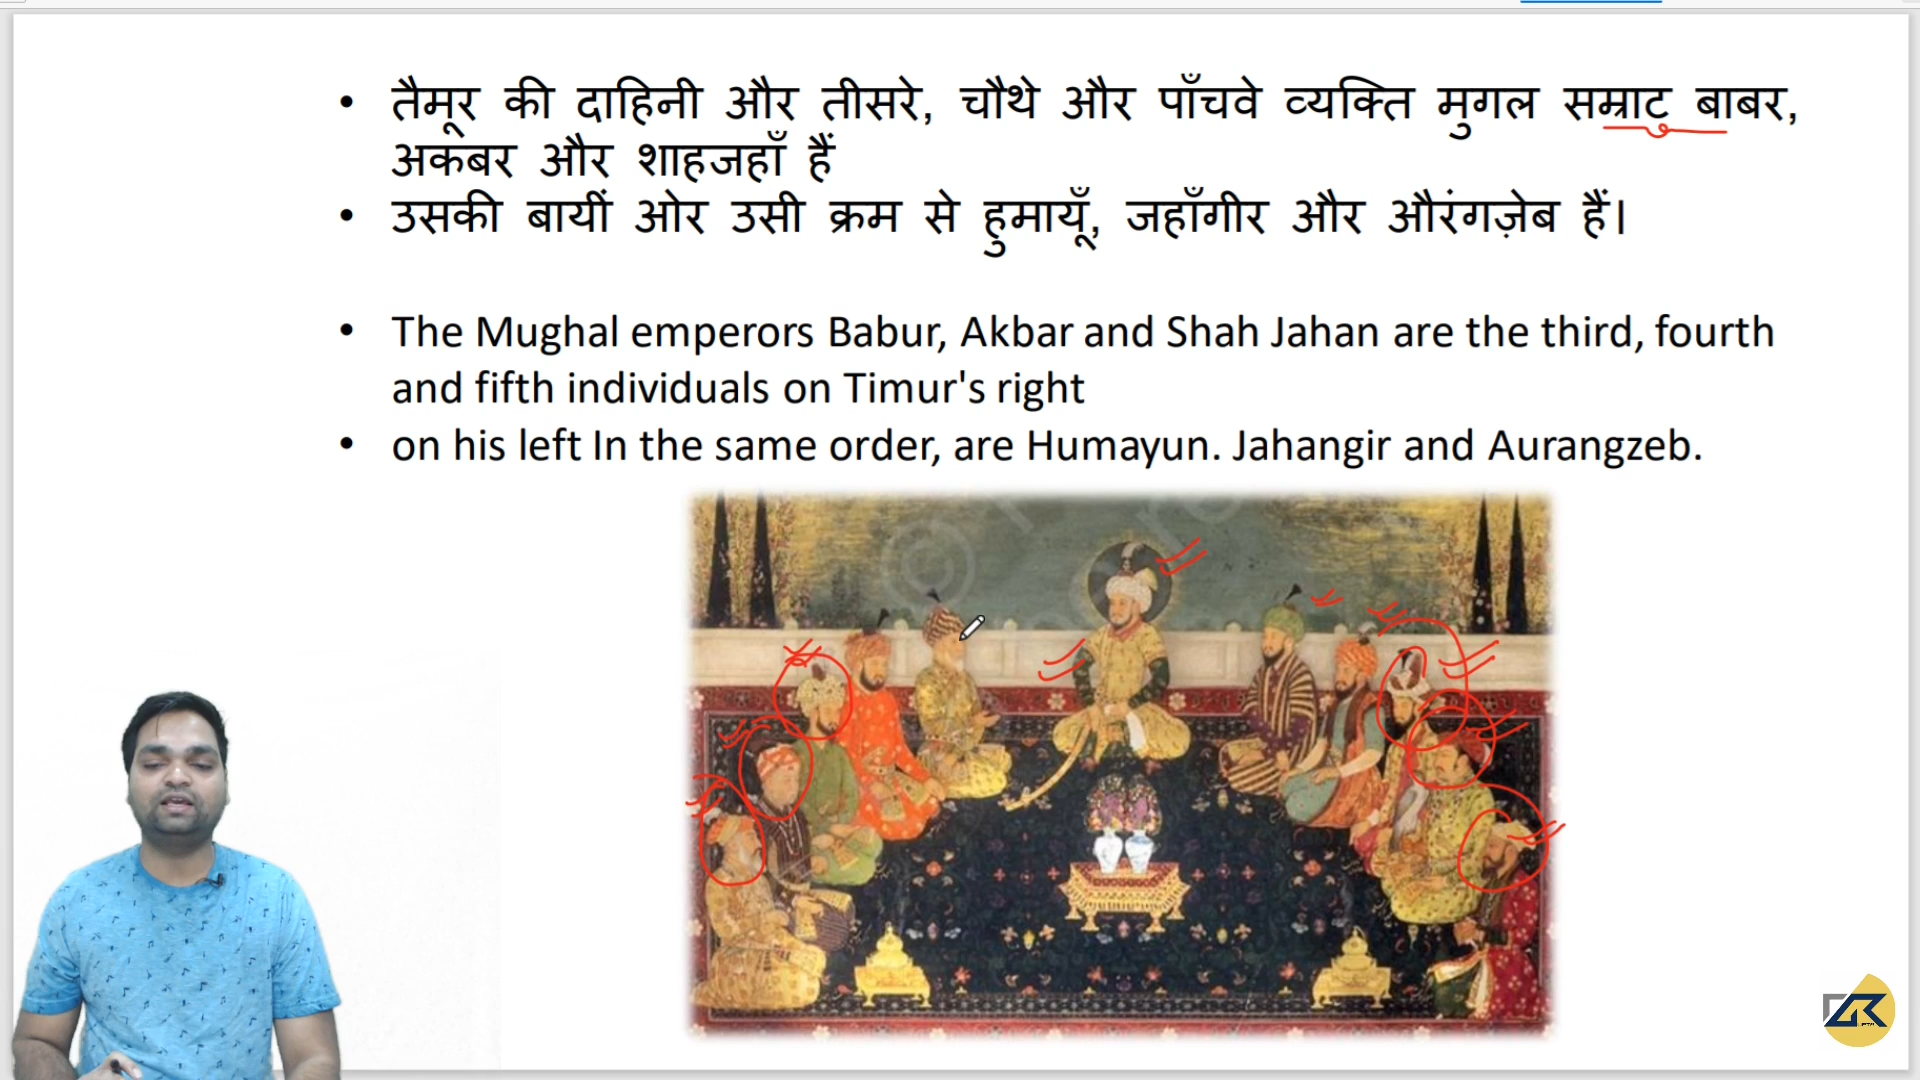 • तैमूर की दाहिनी और तीसरे, चौथे और पाँचवे व्यक्ति मुगल सम्राट बाबर,
अकबर और शाहजहाँ हैं
• उसकी बायीं ओर उसी क्रम से हुमायूँ, जहाँगीर और औरंगज़ेब हैं।
• The Mughal emperors Babur, Akbar and Shah Jahan are the third, fourth
and fifth individuals on Timur's right
• on his left In the same order, are Humayun. Jahangir and Aurangzeb.